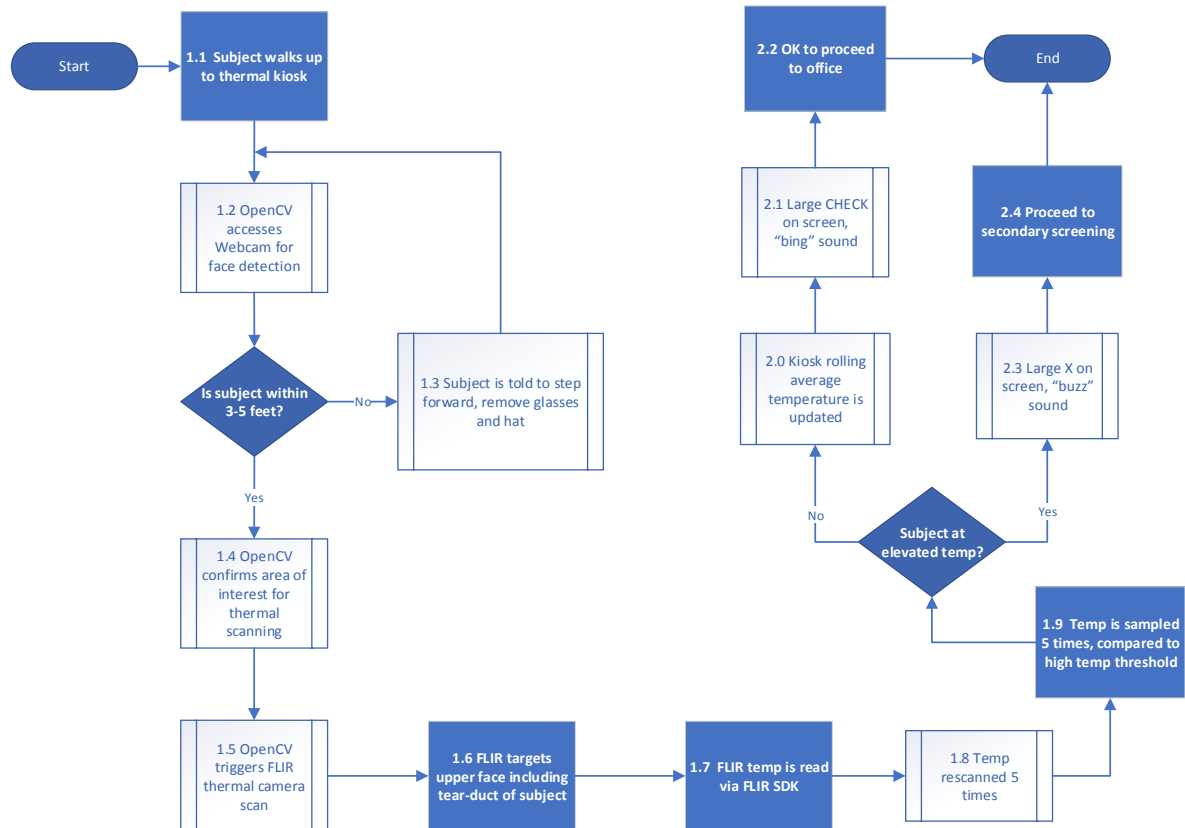 Start
1.1  Subject walks up
to thermal kiosk
1.2 OpenCV
accesses
Webcam for
face detection
Is subject within
3-5 feet?
No
1.3 Subject is told to step
forward, remove glasses
and hat
Yes
1.4 OpenCV
confirms area of
interest for
thermal
scanning
1.5 OpenCV
triggers FLIR
thermal camera
scan
1.6 FLIR targets
upper face including
tear-duct of subject
1.7  FLIR temp is read
via FLIR SDK
1.8 Temp
rescanned 5
times
1.9  Temp is sampled
5 times, compared to
high temp threshold
Subject at
elevated temp?
No
Yes
2.0 Kiosk rolling
average
temperature is
updated
2.1 Large CHECK
on screen,
“bing” sound
2.2 OK to proceed
to office
2.3 Large X on
screen, “buzz”
sound
2.4 Proceed to
secondary screening
End